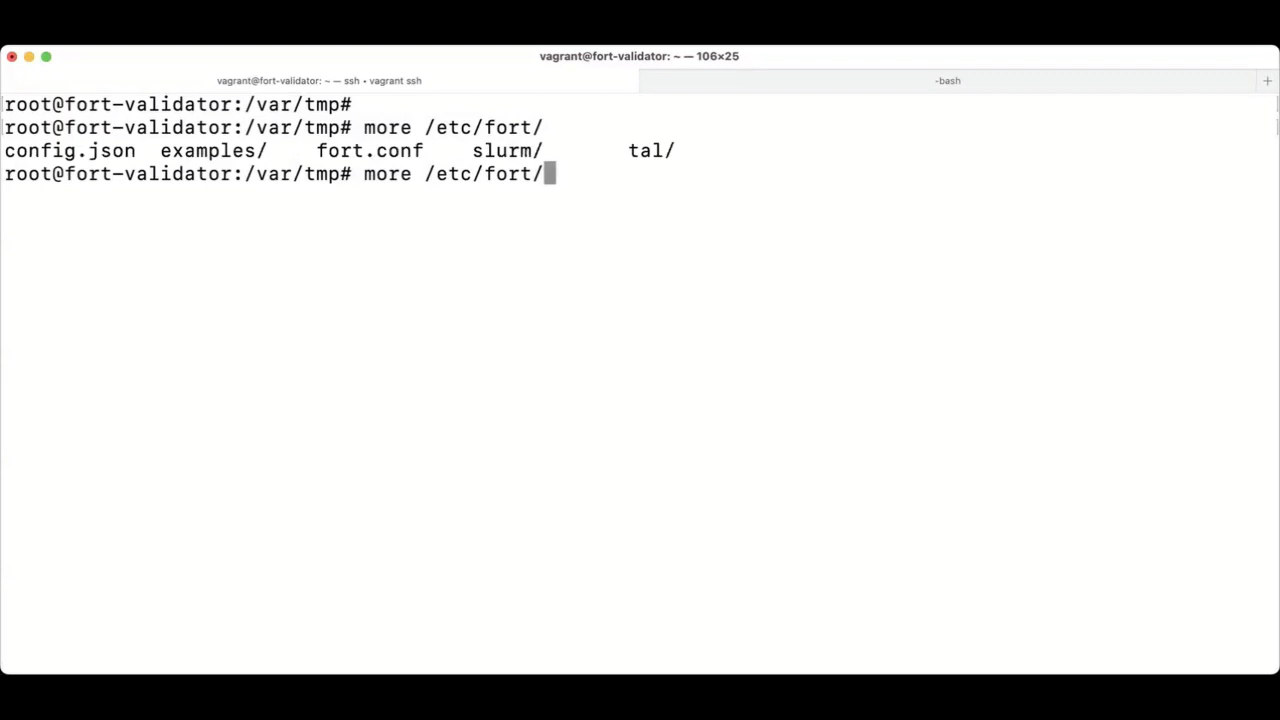 vagrant@fort-validator: ~ — 106×25
vagrant@fort-validator: ~ — ssh • vagrant ssh
-bash
+
root@fort-validator:/var/tmp#
root@fort-validator:/var/tmp# more /etc/fort/
config.json  examples/    fort.conf    slurm/       tal/
root@fort-validator:/var/tmp# more /etc/fort/